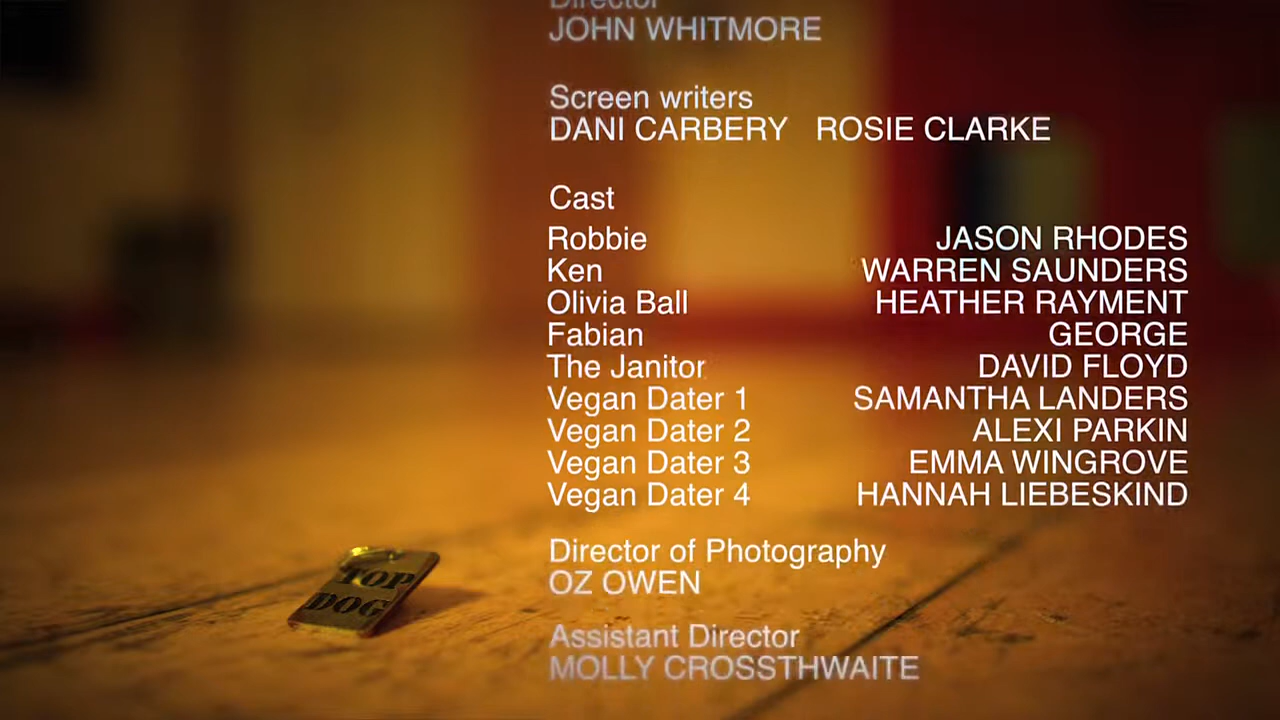 Director
JOHN WHITMORE
Screen writers
DANI CARBERY ROSIE CLARKE
Cast
Robbie JASON RHODES
Ken WARREN SAUNDERS
Olivia Ball HEATHER RAYMENT
Fabian GEORGE
The Janitor DAVID FLOYD
Vegan Dater 1 SAMANTHA LANDERS
Vegan Dater 2 ALEXI PARKIN
Vegan Dater 3 EMMA WINGROVE
Vegan Dater 4 HANNAH LIEBESKIND
Director of Photography
OZ OWEN
Assistant Director
MOLLY CROSSTHWAITE
TOP
DOG